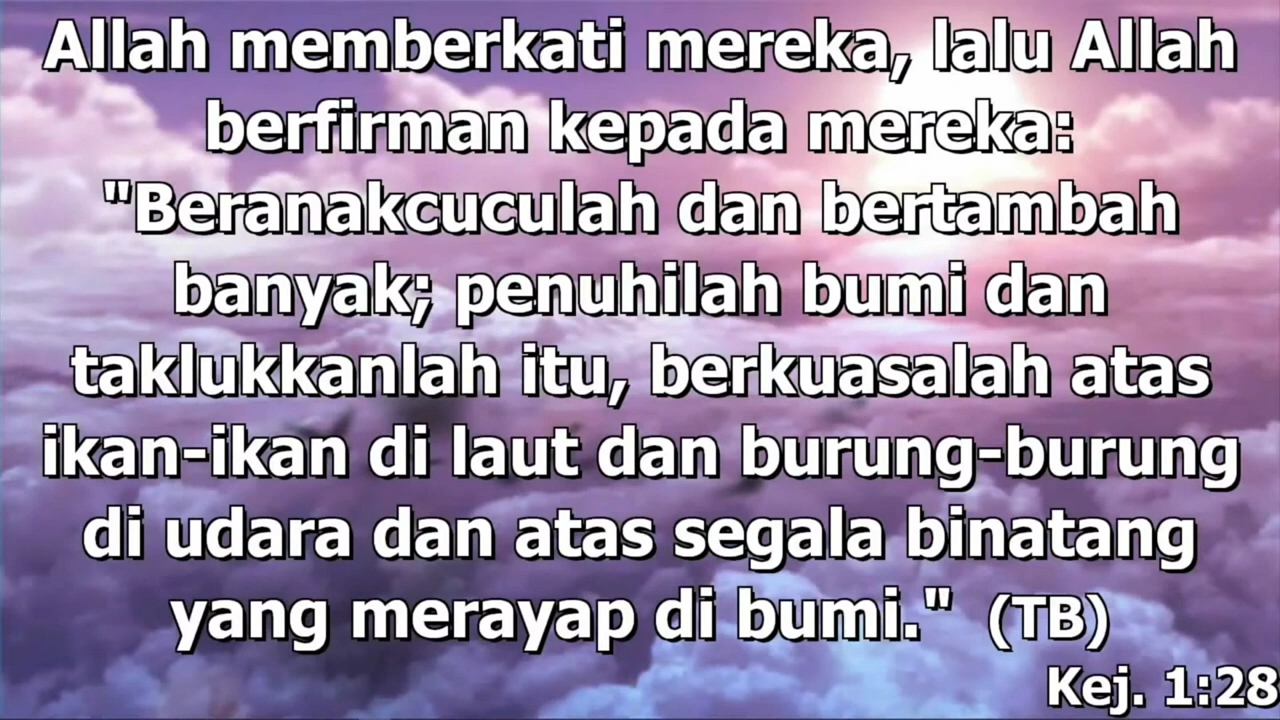 Allah memberkati mereka, lalu Allah
berfirman kepada mereka:
"Beranakcuculah dan bertambah
banyak; penuhilah bumi dan
taklukkanlah itu, berkuasalah atas
ikan-ikan di laut dan burung-burung
di udara dan atas segala binatang
yang merayap di bumi." (TB)
Kej. 1:28